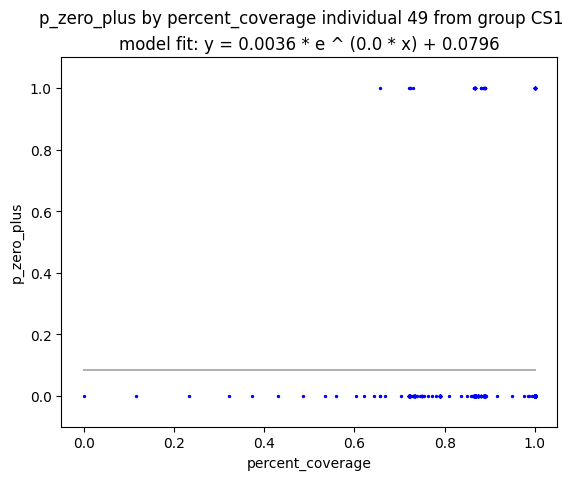 p_zero_plus by percent_coverage individual 49 from group CS1
model fit: y = 0.0036 * e ^ (0.0 * x) + 0.0796
1.0
0.8
0.6
0.4
0.2
0.0
p_zero_plus
0.0 0.2 0.4 0.6 0.8 1.0
percent_coverage